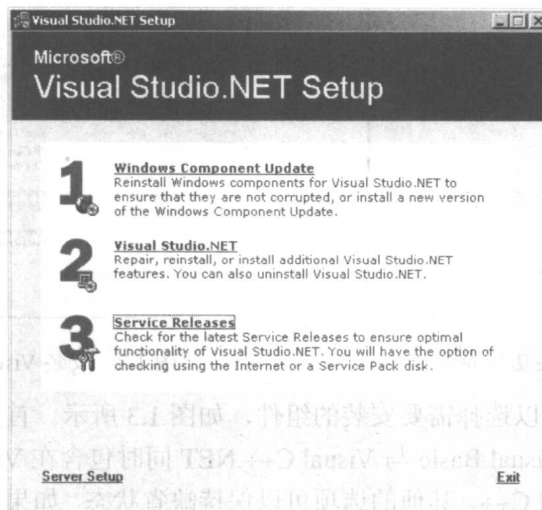 Visual Studio.NET Setup
Microsoft®
Visual Studio.NET Setup
1
Windows Component Update
Reinstall Windows components for Visual Studio.NET to
ensure that they are not corrupted, or install a new version
of the Windows Component Update.
2
Visual Studio.NET
Repair, reinstall, or install additional Visual Studio.NET
features. You can also uninstall Visual Studio.NET.
3
Service Releases
Check for the latest Service Releases to ensure optimal
functionality of Visual Studio.NET. You will have the option of
checking using the Internet or a Service Pack disk.
Server Setup
Exit